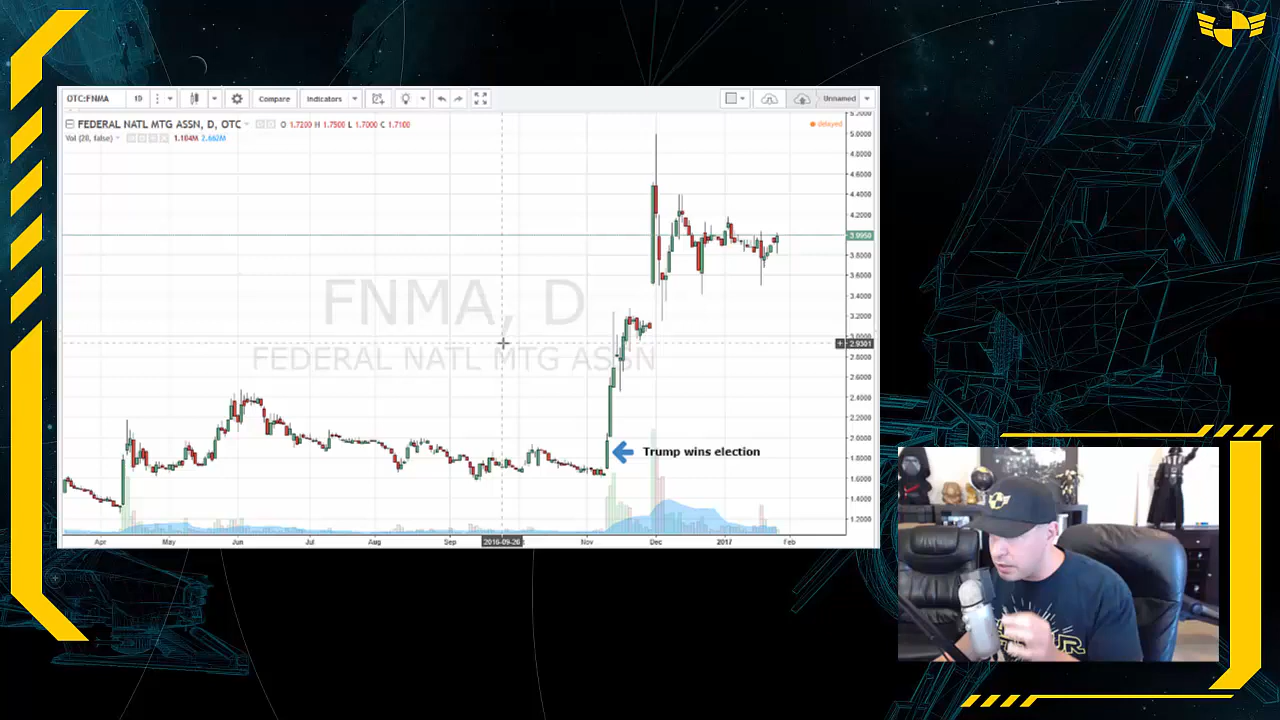 OTC:FNMA 1D Compare Indicators Unnamed
FEDERAL NATL MTG ASSN, D, OTC O 1.7200 H 1.7500 L 1.7000 C 1.7100
Vol (20, false) 1.104M 2.662M
delayed
5.0000
4.8000
4.6000
4.4000
4.2000
3.9950
3.8000
3.6000
3.4000
3.2000
3.0000
2.9301
2.8000
2.6000
2.4000
2.2000
2.0000
1.8000
1.6000
1.4000
1.2000
FNMA, D
FEDERAL NATL MTG ASSN
Trump wins election
Apr May Jun Jul Aug Sep 2016-09-26 Nov Dec 2017 Feb